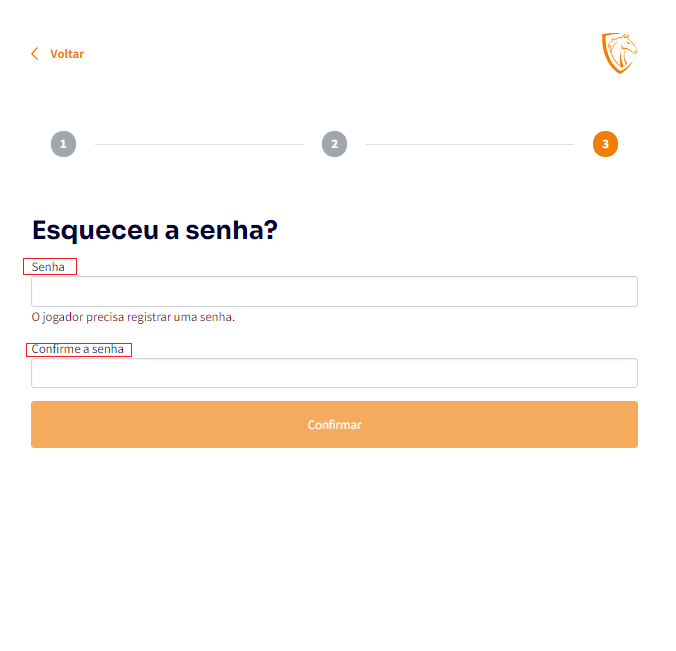 Voltar
1
2
3
Esqueceu a senha?
Senha
O jogador precisa registrar uma senha.
Confirme a senha
Confirmar